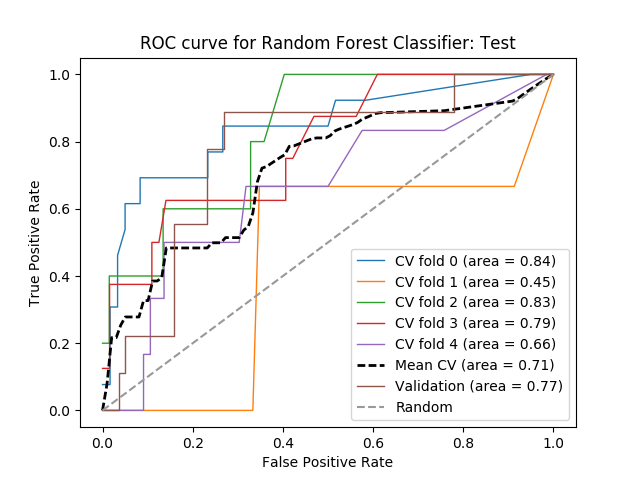 ROC curve for Random Forest Classifier: Test
True Positive Rate
1.0
0.8
0.6
0.4
0.2
0.0
CV fold 0 (area = 0.84)
CV fold 1 (area = 0.45)
CV fold 2 (area = 0.83)
CV fold 3 (area = 0.79)
CV fold 4 (area = 0.66)
Mean CV (area = 0.71)
Validation (area = 0.77)
Random
0.0 0.2 0.4 0.6 0.8 1.0
False Positive Rate